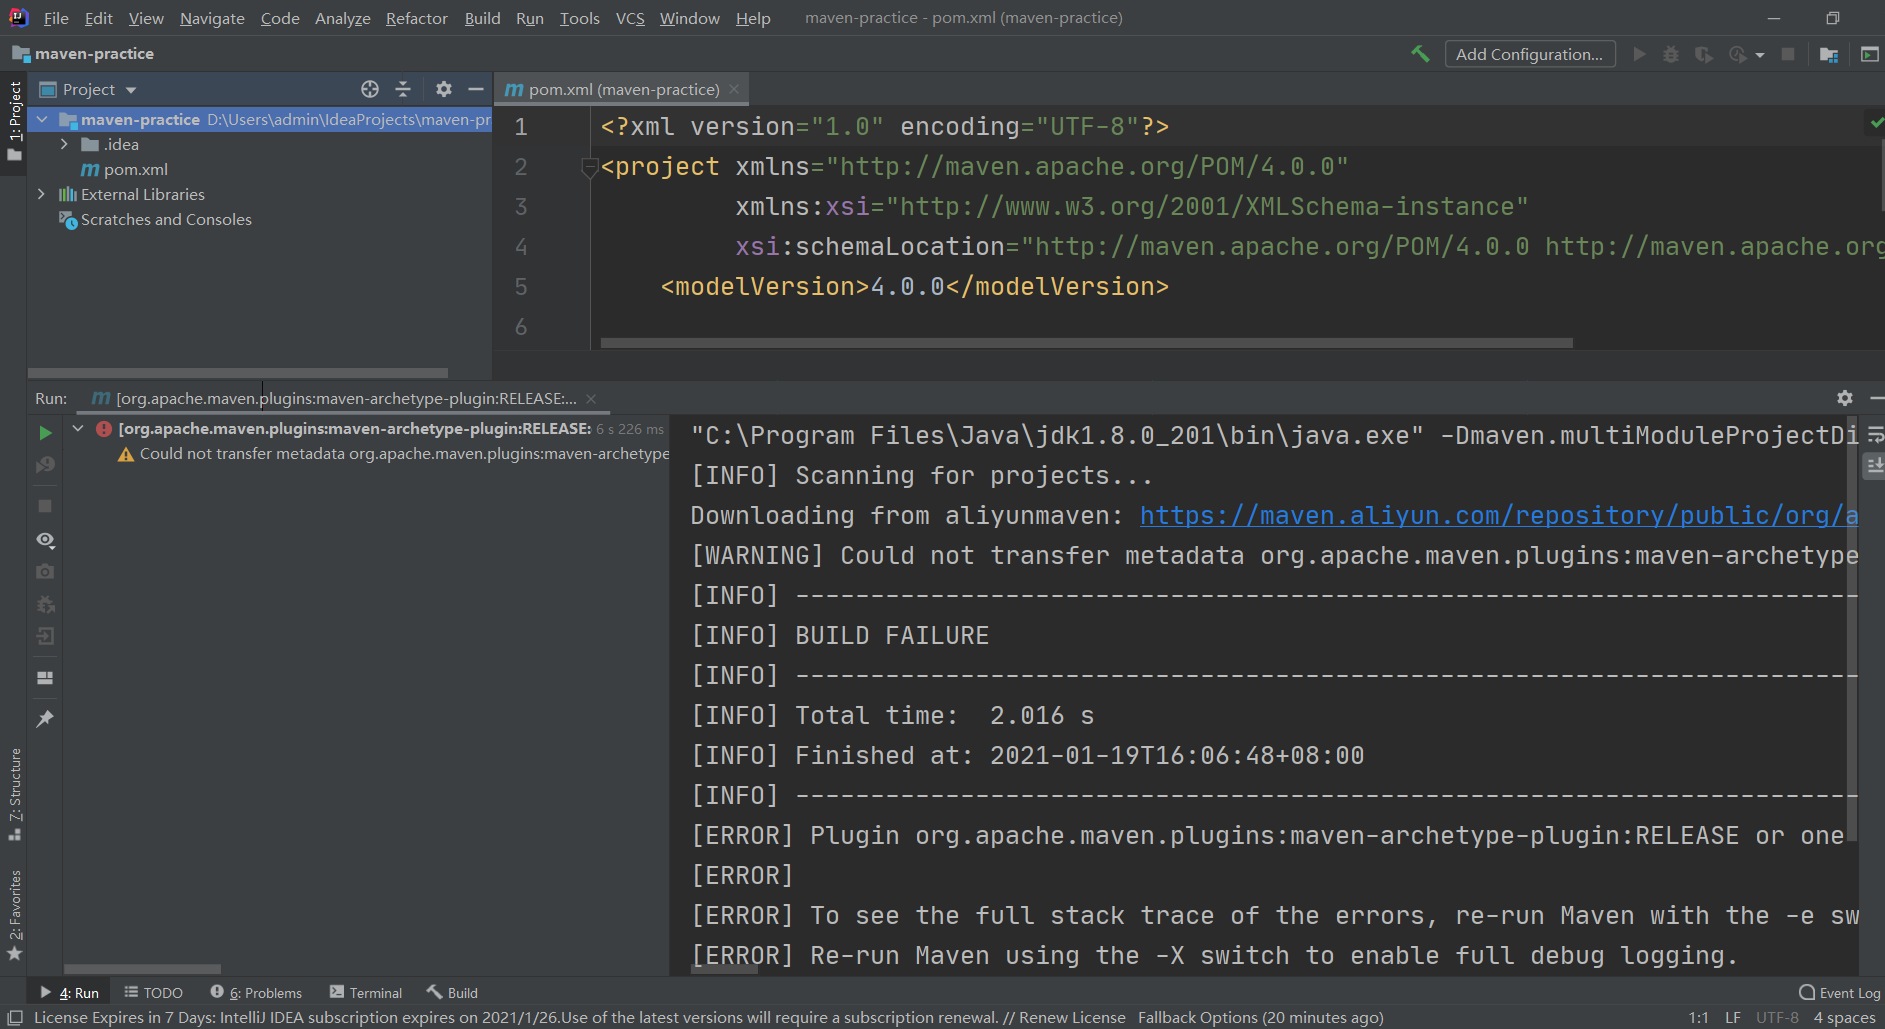 File Edit View Navigate Code Analyze Refactor Build Run Tools VCS Window Help maven-practice - pom.xml (maven-practice)
maven-practice Add Configuration...
1: Project
Project
pom.xml (maven-practice)
maven-practice D:\Users\admin\IdeaProjects\maven-pr
.idea
pom.xml
External Libraries
Scratches and Consoles
1 <?xml version="1.0" encoding="UTF-8"?>
2 <project xmlns="http://maven.apache.org/POM/4.0.0"
3 xmlns:xsi="http://www.w3.org/2001/XMLSchema-instance"
4 xsi:schemaLocation="http://maven.apache.org/POM/4.0.0 http://maven.apache.org
5 <modelVersion>4.0.0</modelVersion>
6
Run: [org.apache.maven.plugins:maven-archetype-plugin:RELEASE:...
[org.apache.maven.plugins:maven-archetype-plugin:RELEASE: 6 s 226 ms
Could not transfer metadata org.apache.maven.plugins:maven-archetype
"C:\Program Files\Java\jdk1.8.0_201\bin\java.exe" -Dmaven.multiModuleProjectDi
[INFO] Scanning for projects...
Downloading from aliyunmaven: https://maven.aliyun.com/repository/public/org/a
[WARNING] Could not transfer metadata org.apache.maven.plugins:maven-archetype
[INFO] -----------------------------------------------------------------------
[INFO] BUILD FAILURE
[INFO] -----------------------------------------------------------------------
[INFO] Total time:  2.016 s
[INFO] Finished at: 2021-01-19T16:06:48+08:00
[INFO] -----------------------------------------------------------------------
[ERROR] Plugin org.apache.maven.plugins:maven-archetype-plugin:RELEASE or one
[ERROR]
[ERROR] To see the full stack trace of the errors, re-run Maven with the -e sw
[ERROR] Re-run Maven using the -X switch to enable full debug logging.
7: Structure
2: Favorites
4: Run TODO 6: Problems Terminal Build Event Log
License Expires in 7 Days: IntelliJ IDEA subscription expires on 2021/1/26.Use of the latest versions will require a subscription renewal. // Renew License Fallback Options (20 minutes ago) 1:1 LF UTF-8 4 spaces